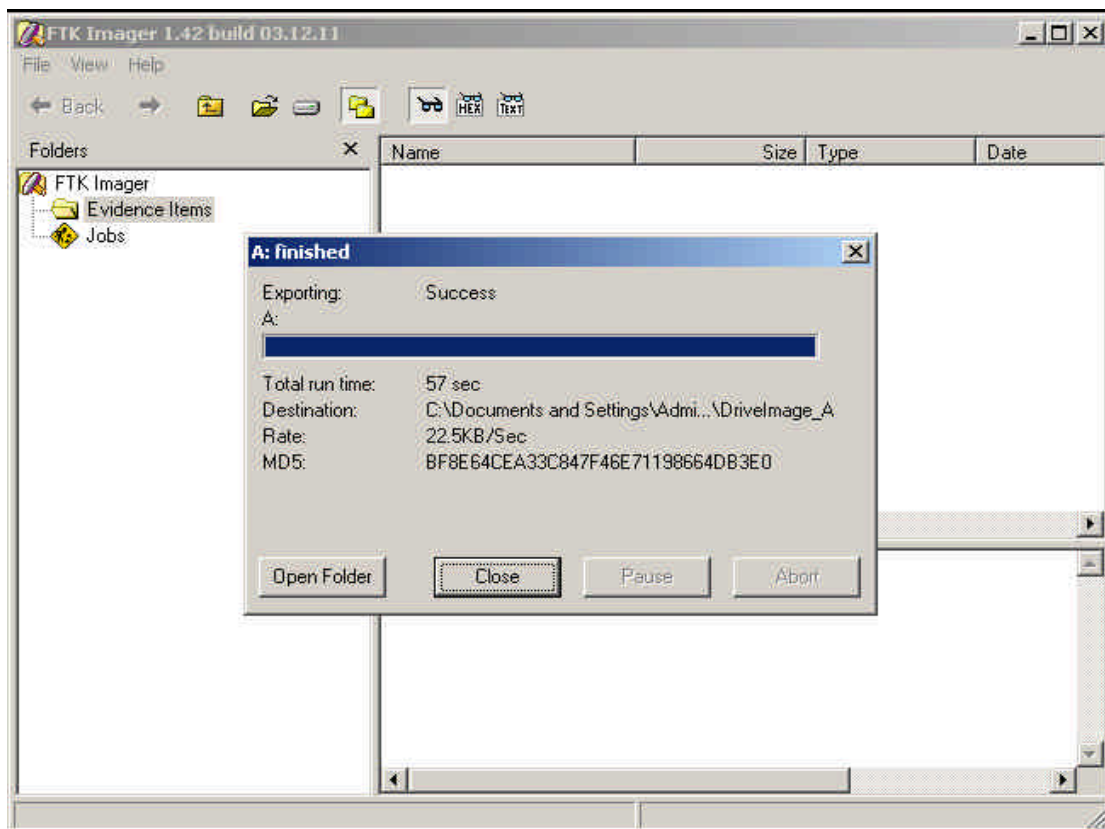 FTK Imager 1.42 build 03.12.11
File View Help
Back HEX TEXT
Folders
Name Size Type Date
FTK Imager
Evidence Items
Jobs
A: finished
Exporting: Success
A:
Total run time: 57 sec
Destination: C:\Documents and Settings\Admi...\DriveImage_A
Rate: 22.5KB/Sec
MD5: BF8E64CEA33C847F46E71198664DB3E0
Open Folder Close Pause Abort